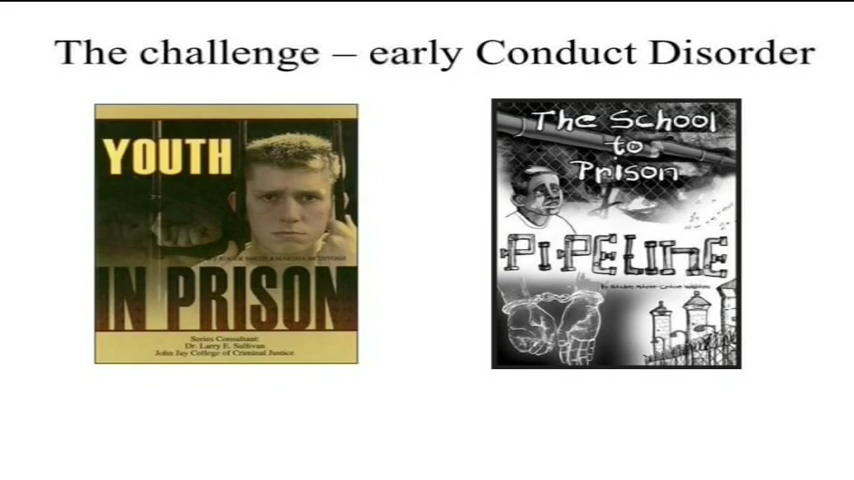 The challenge – early Conduct Disorder
YOUTH
IN PRISON
Series Consultant:
Dr. Larry E. Sullivan
John Jay College of Criminal Justice
The School
to
Prison
PIPELINE